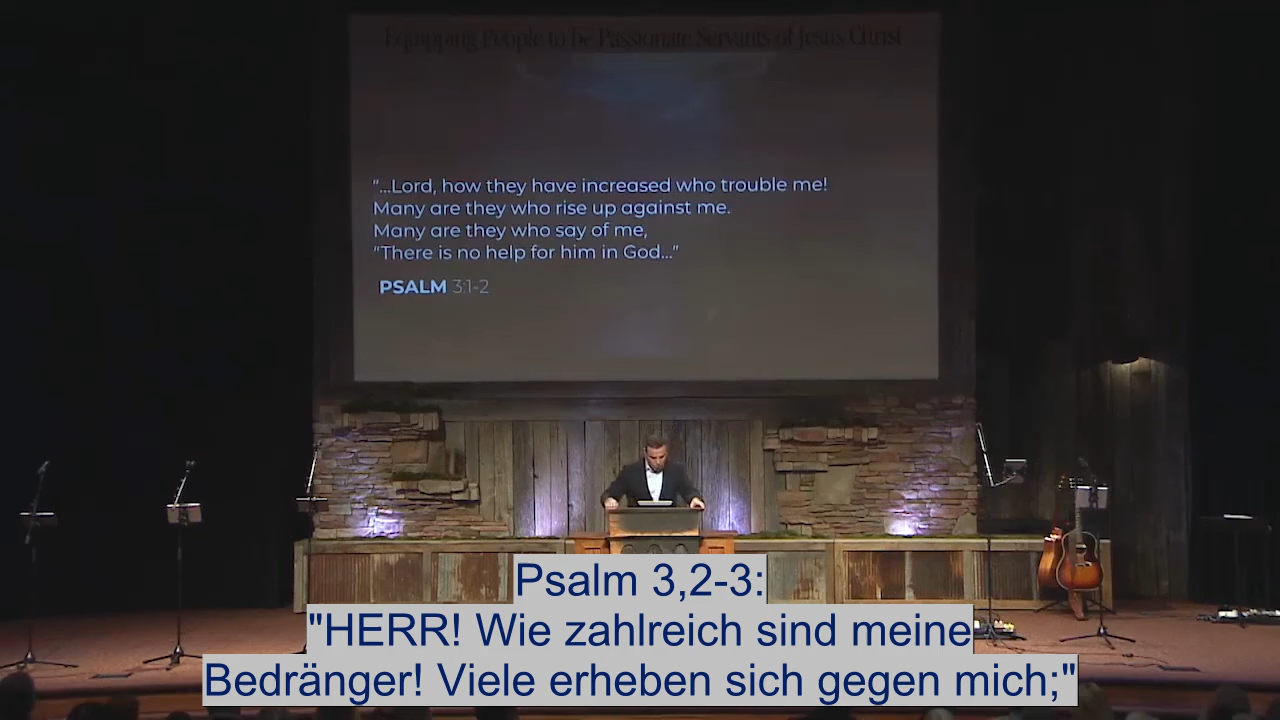 Equipping People to be Passionate Servants of Jesus Christ
"...Lord, how they have increased who trouble me!
Many are they who rise up against me.
Many are they who say of me,
"There is no help for him in God..."
PSALM 3:1-2
Psalm 3,2-3:
"HERR! Wie zahlreich sind meine
Bedränger! Viele erheben sich gegen mich;"